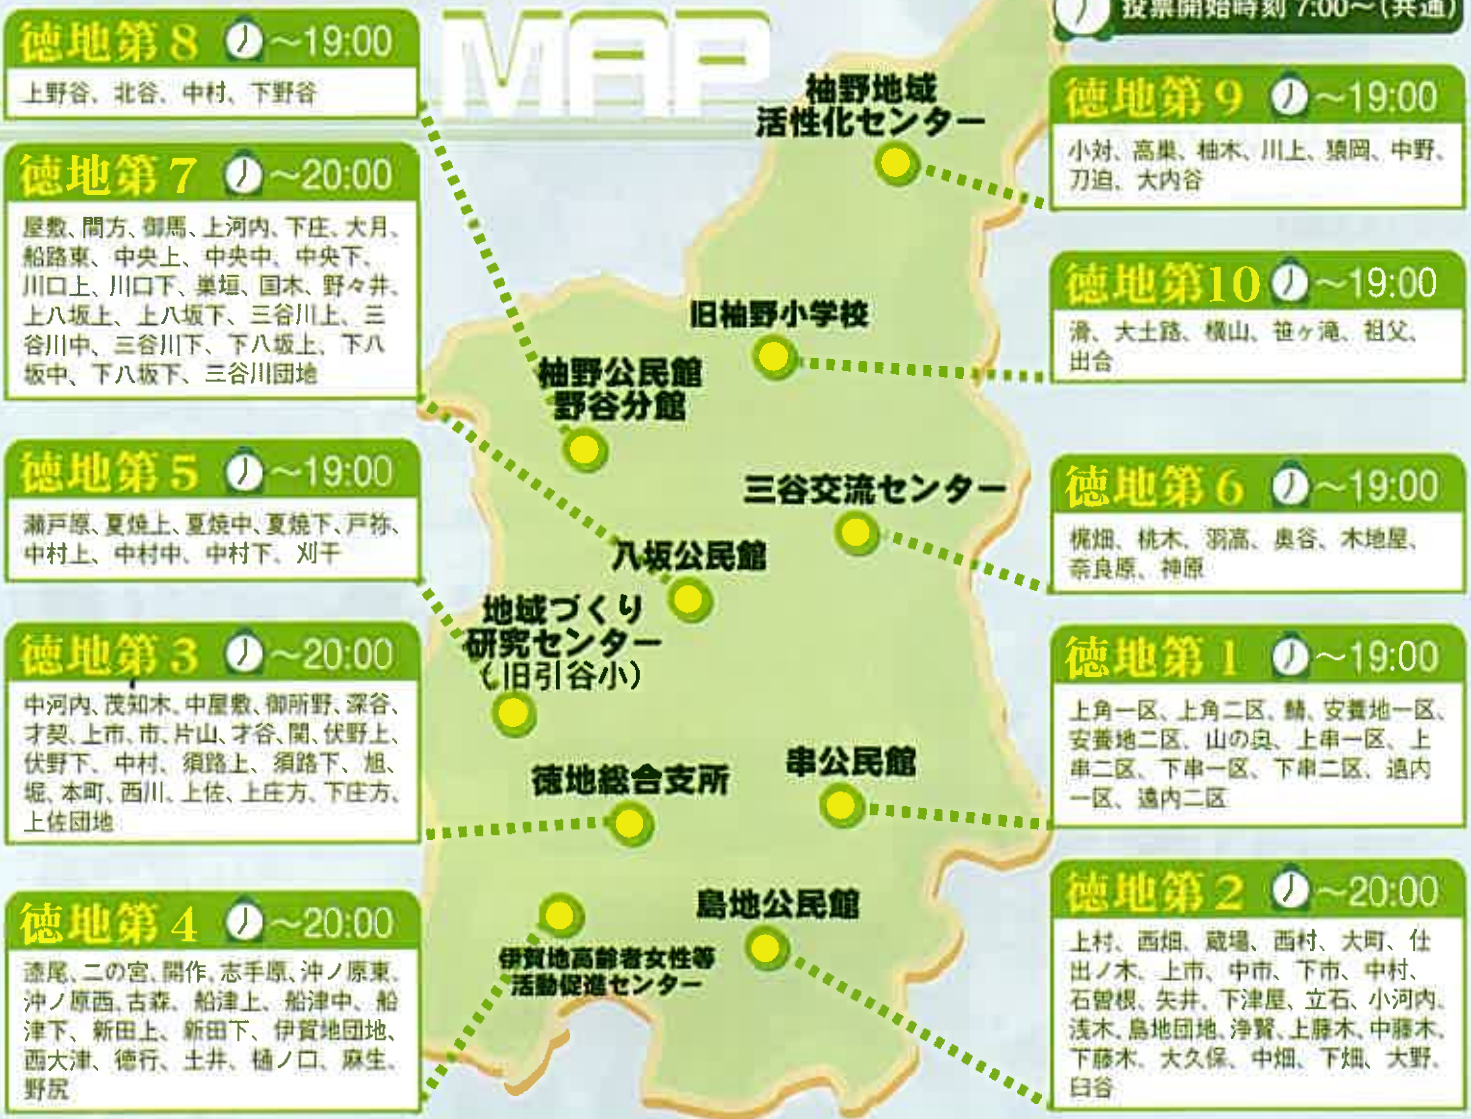 MAP
投票開始時刻 7:00〜(共通)
徳地第8 〜19:00
上野谷、北谷、中村、下野谷
徳地第7 〜20:00
屋敷、間方、御馬、上河内、下庄、大月、
船路東、中央上、中央中、中央下、
川口上、川口下、巣垣、国木、野々井、
上八坂上、上八坂下、三谷川上、三
谷川中、三谷川下、下八坂上、下八
坂中、下八坂下、三谷川団地
徳地第5 〜19:00
瀬戸原、夏焼上、夏焼中、夏焼下、戸祢、
中村上、中村中、中村下、刈干
徳地第3 〜20:00
中河内、茂知木、中屋敷、御所野、深谷、
才契、上市、市、片山、才谷、関、伏野上、
伏野下、中村、須路上、須路下、旭、
堀、本町、西川、上佐、上庄方、下庄方、
上佐団地
徳地第4 〜20:00
漆尾、二の宮、開作、志手原、沖ノ原東、
沖ノ原西、古森、船津上、船津中、船
津下、新田上、新田下、伊賀地団地、
西大津、徳行、土井、樋ノ口、麻生、
野尻
柚野地域
活性化センター
旧柚野小学校
柚野公民館
野谷分館
三谷交流センター
八坂公民館
地域づくり
研究センター
(旧引谷小)
徳地総合支所
串公民館
島地公民館
伊賀地高齢者女性等
活動促進センター
徳地第9 〜19:00
小対、高巣、柚木、川上、猿岡、中野、
刀迫、大内谷
徳地第10 〜19:00
滑、大土路、横山、笹ヶ滝、祖父、
出合
徳地第6 〜19:00
梶畑、桃木、羽高、奥谷、木地屋、
奈良原、神原
徳地第1 〜19:00
上角一区、上角二区、鯖、安養地一区、
安養地二区、山の奥、上串一区、上
串二区、下串一区、下串二区、遠内
一区、遠内二区
徳地第2 〜20:00
上村、西畑、蔵場、西村、大町、仕
出ノ木、上市、中市、下市、中村、
石曽根、矢井、下津屋、立石、小河内、
浅木、島地団地、浄賢、上藤木、中藤木、
下藤木、大久保、中畑、下畑、大野、
臼谷